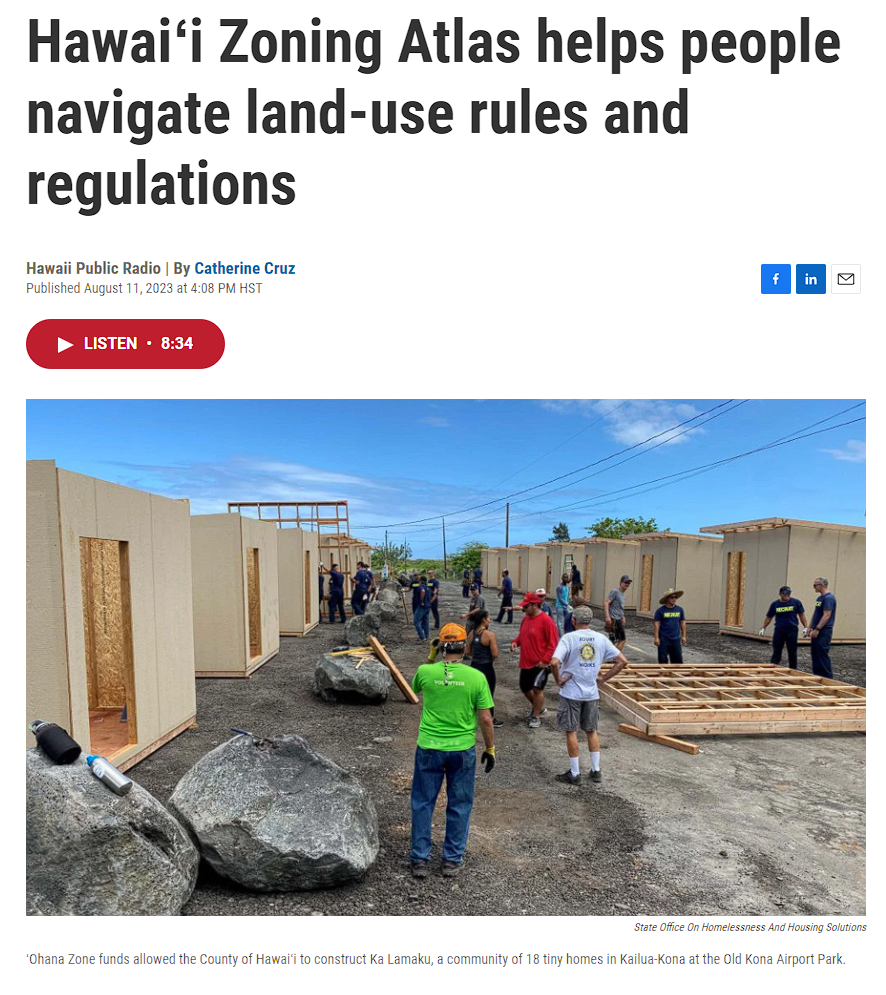 Hawaiʻi Zoning Atlas helps people
navigate land-use rules and
regulations
Hawaii Public Radio | By Catherine Cruz
Published August 11, 2023 at 4:08 PM HST
f in
LISTEN • 8:34
RECRUIT
RECRUIT
VOLUNTEER
ROTARY
WORKS
State Office On Homelessness And Housing Solutions
ʻOhana Zone funds allowed the County of Hawaiʻi to construct Ka Lamaku, a community of 18 tiny homes in Kailua-Kona at the Old Kona Airport Park.